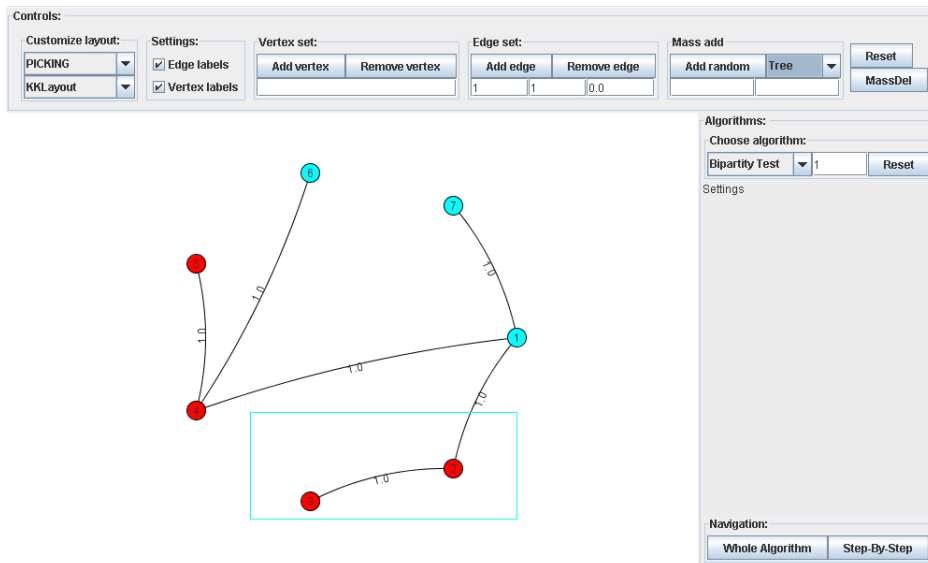 Controls:
Customize layout:
PICKING
KKLayout
Settings:
Edge labels
Vertex labels
Vertex set:
Add vertex Remove vertex
Edge set:
Add edge Remove edge
1 1 0.0
Mass add
Add random Tree
Reset
MassDel
Algorithms:
Choose algorithm:
Bipartity Test 1 Reset
Settings
6
7
5
1.0
1.0
1.0
1
1.0
4
1.0
2
1.0
3
Navigation:
Whole Algorithm Step-By-Step